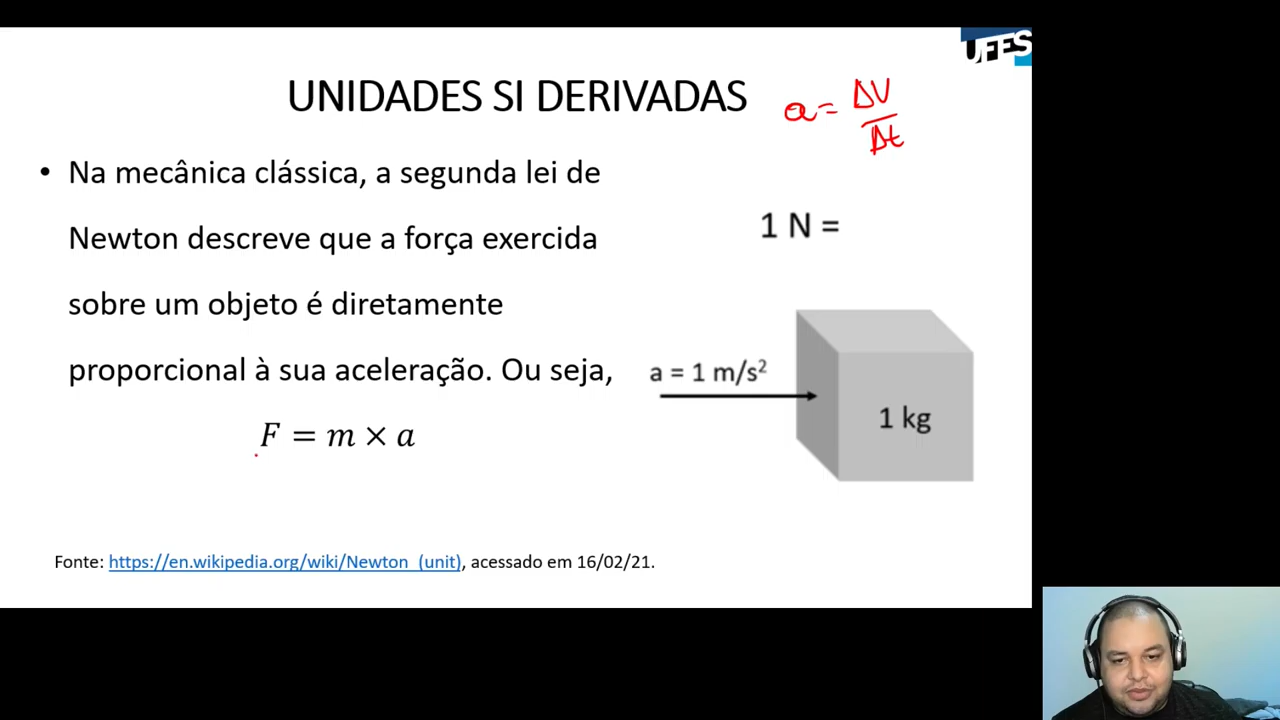 UFES
UNIDADES SI DERIVADAS
a = ΔV
Δt
• Na mecânica clássica, a segunda lei de
Newton descreve que a força exercida
sobre um objeto é diretamente
proporcional à sua aceleração. Ou seja,
F = m × a
1 N =
a = 1 m/s²
1 kg
Fonte: https://en.wikipedia.org/wiki/Newton_(unit), acessado em 16/02/21.